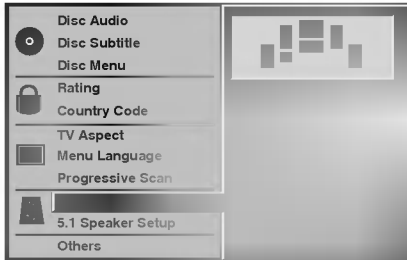 Disc Audio
Disc Subtitle
Disc Menu
Rating
Country Code
TV Aspect
Menu Language
Progressive Scan
5.1 Speaker Setup
Others